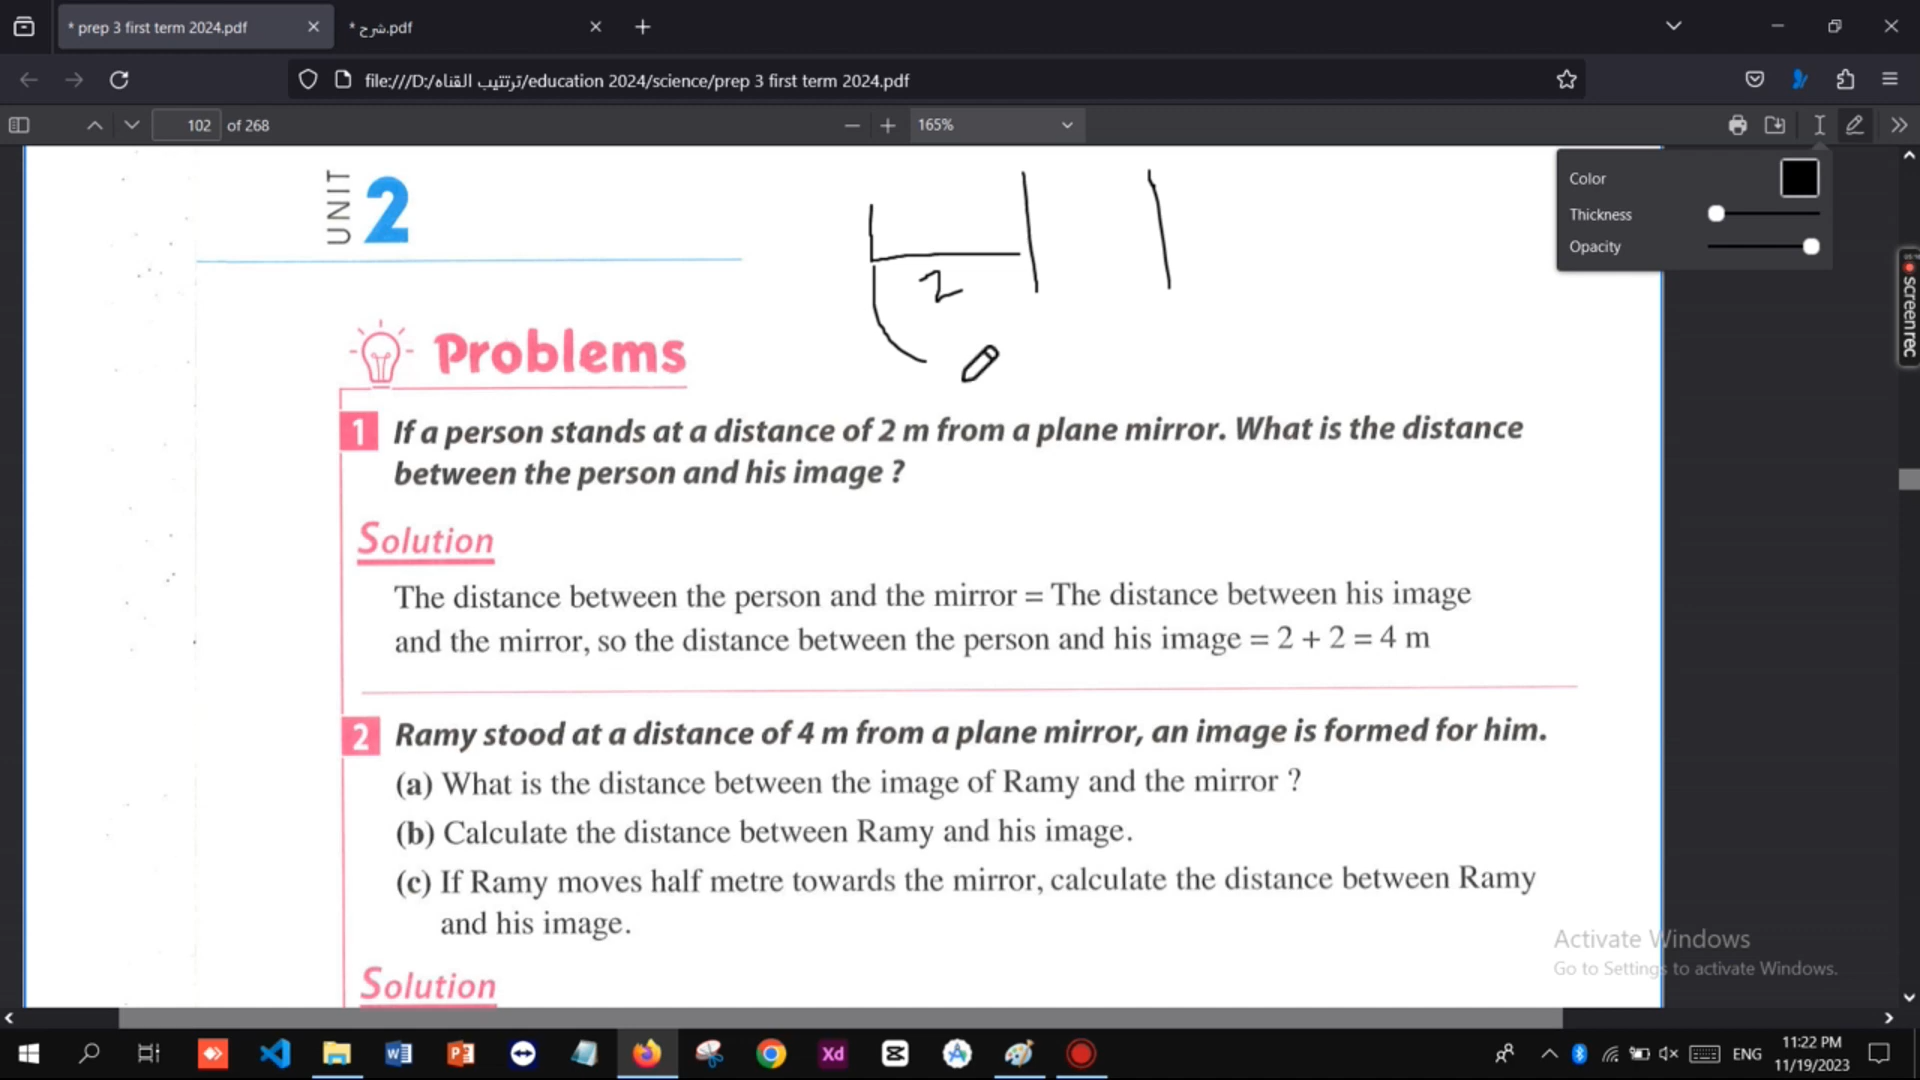 * prep 3 first term 2024.pdf
* شرح.pdf
file:///D:/ترتتيب القناه/education 2024/science/prep 3 first term 2024.pdf
102 of 268
165%
UNIT 2
Color
Thickness
Opacity
screen rec
2
Problems
1 If a person stands at a distance of 2 m from a plane mirror. What is the distance
between the person and his image ?
Solution
The distance between the person and the mirror = The distance between his image
and the mirror, so the distance between the person and his image = 2 + 2 = 4 m
2 Ramy stood at a distance of 4 m from a plane mirror, an image is formed for him.
(a) What is the distance between the image of Ramy and the mirror ?
(b) Calculate the distance between Ramy and his image.
(c) If Ramy moves half metre towards the mirror, calculate the distance between Ramy
and his image.
Activate Windows
Go to Settings to activate Windows.
Solution
Xd
ENG
11:22 PM
11/19/2023